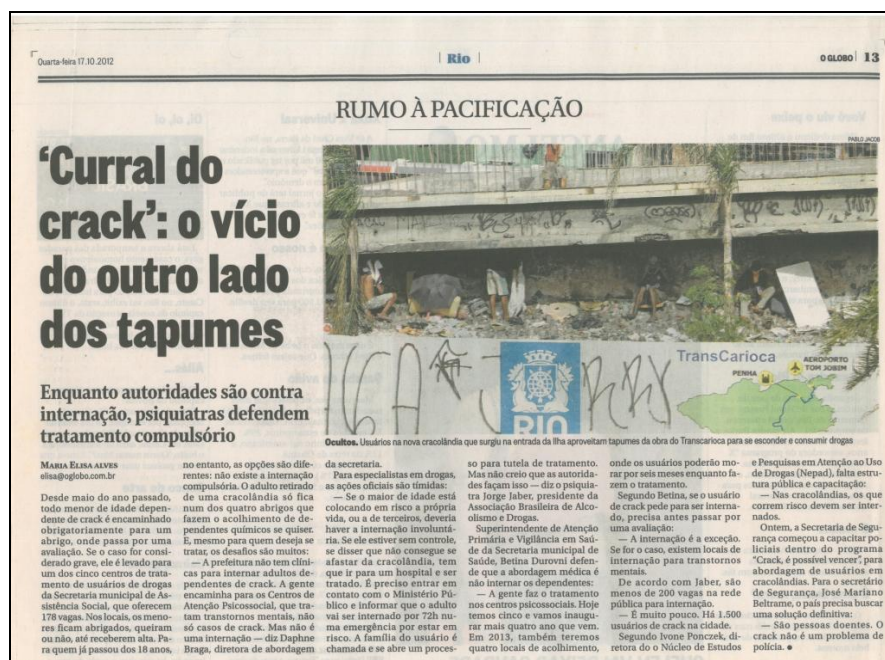 Quarta-feira 17.10.2012
Rio
O GLOBO 13
RUMO À PACIFICAÇÃO
PABLO JACOB
'Curral do
crack': o vício
do outro lado
dos tapumes
Enquanto autoridades são contra
internação, psiquiatras defendem
tratamento compulsório
TransCarioca
PENHA
AEROPORTO
TOM JOBIM
RIO
Ocultos. Usuários na nova cracolândia que surgiu na entrada da Ilha aproveitam tapumes da obra do Transcarioca para se esconder e consumir drogas
MARIA ELISA ALVES
elisa@oglobo.com.br
Desde maio do ano passado,
todo menor de idade depen-
dente de crack é encaminhado
obrigatoriamente para um
abrigo, onde passa por uma
avaliação. Se o caso for consi-
derado grave, ele é levado para
um dos cinco centros de trata-
mento de usuários de drogas
da Secretaria municipal de As-
sistência Social, que oferecem
178 vagas. Nos locais, os meno-
res ficam abrigados, queiram
ou não, até receberem alta. Pa-
ra quem já passou dos 18 anos,
no entanto, as opções são dife-
rentes: não existe a internação
compulsória. O adulto retirado
de uma cracolândia só fica
num dos quatro abrigos que
fazem o acolhimento de de-
pendentes químicos se quiser.
E, mesmo para quem deseja se
tratar, os desafios são muitos:
— A prefeitura não tem clíni-
cas para internar adultos de-
pendentes de crack. A gente
encaminha para os Centros de
Atenção Psicossocial, que tra-
tam transtornos mentais, não
só casos de crack. Mas não é
uma internação — diz Daphne
Braga, diretora de abordagem
da secretaria.
Para especialistas em drogas,
as ações oficiais são tímidas:
— Se o maior de idade está
colocando em risco a própria
vida, ou a de terceiros, deveria
haver a internação involuntá-
ria. Se ele estiver sem controle,
se disser que não consegue se
afastar da cracolândia, tem
que ir para um hospital e ser
tratado. É preciso entrar em
contato com o Ministério Pú-
blico e informar que o adulto
vai ser internado por 72h nu-
ma emergência por estar em
risco. A família do usuário é
chamada e se abre um proces-
so para tutela de tratamento.
Mas não creio que as autorida-
des façam isso — diz o psiquia-
tra Jorge Jaber, presidente da
Associação Brasileira de Alco-
olismo e Drogas.
Superintendente de Atenção
Primária e Vigilância em Saú-
de da Secretaria municipal de
Saúde, Betina Durovni defen-
de que a abordagem médica é
não internar os dependentes:
— A gente faz o tratamento
nos centros psicossociais. Hoje
temos cinco e vamos inaugu-
rar mais quatro ano que vem.
Em 2013, também teremos
quatro locais de acolhimento,
onde os usuários poderão mo-
rar por seis meses enquanto fa-
zem o tratamento.
Segundo Betina, se o usuário
de crack pede para ser interna-
do, precisa antes passar por
uma avaliação:
— A internação é a exceção.
Se for o caso, existem locais de
internação para transtornos
mentais.
De acordo com Jaber, são
menos de 200 vagas na rede
pública para internação.
— É muito pouco. Há 1.500
usuários de crack na cidade.
Segundo Ivone Ponczek, di-
retora do o Núcleo de Estudos
e Pesquisas em Atenção ao Uso
de Drogas (Nepad), falta estru-
tura pública e capacitação:
— Nas cracolândias, os que
correm risco devem ser inter-
nados.
Ontem, a Secretaria de Segu-
rança começou a capacitar po-
liciais dentro do programa
"Crack, é possível vencer", para
abordagem de usuários em
cracolândias. Para o secretário
de Segurança, José Mariano
Beltrame, o país precisa buscar
uma solução definitiva:
— São pessoas doentes. O
crack não é um problema de
polícia.